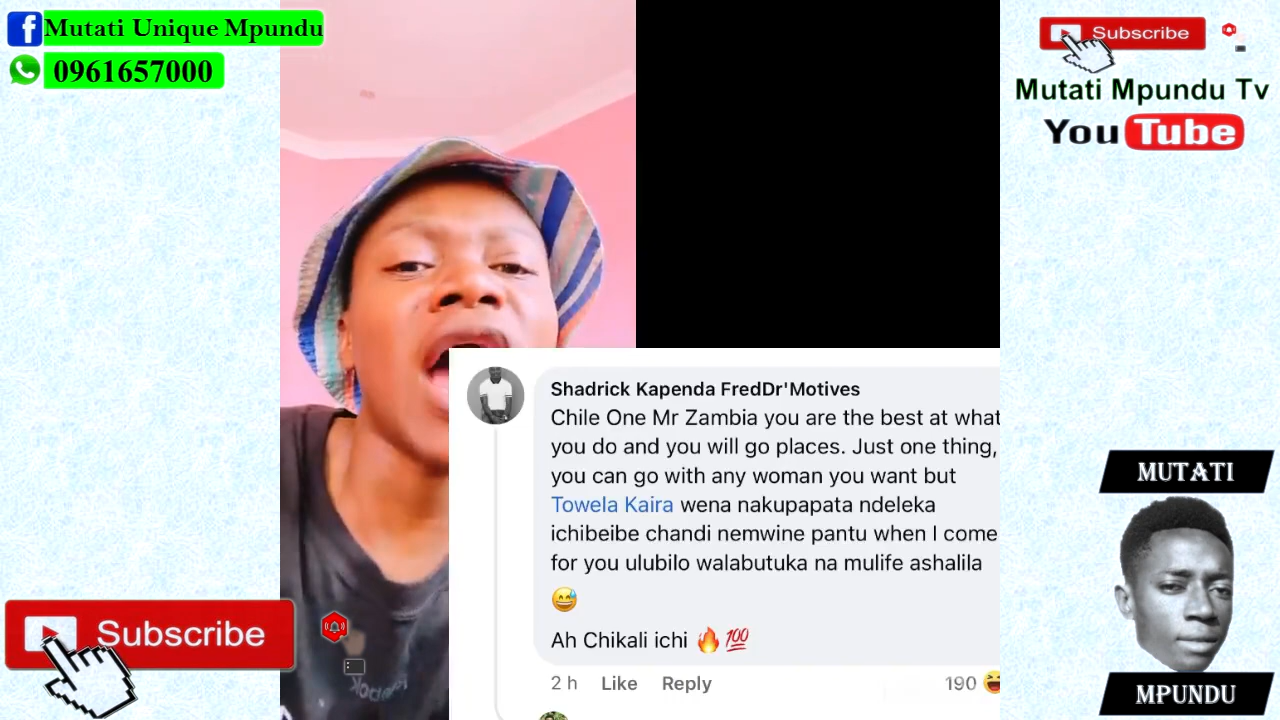 Mutati Unique Mpundu
0961657000
Subscribe
Mutati Mpundu Tv
YouTube
Shadrick Kapenda FredDr'Motives
Chile One Mr Zambia you are the best at what
you do and you will go places. Just one thing,
you can go with any woman you want but
Towela Kaira wena nakupapata ndeleka
ichibeibe chandi nemwine pantu when I come
for you ulubilo walabutuka na mulife ashalila
😅
Ah Chikali ichi 🔥💯
2 h Like Reply 190 😆
Subscribe
MUTATI
MPUNDU